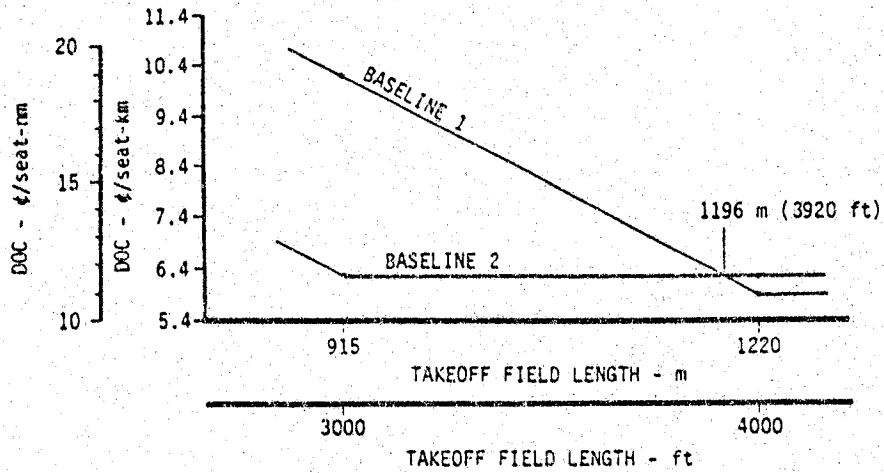 DOC - ¢/seat-nm
20
15
10
DOC - ¢/seat-km
11.4
10.4
9.4
8.4
7.4
6.4
5.4
BASELINE 1
1196 m (3920 ft)
BASELINE 2
915
1220
TAKEOFF FIELD LENGTH - m
3000
4000
TAKEOFF FIELD LENGTH - ft